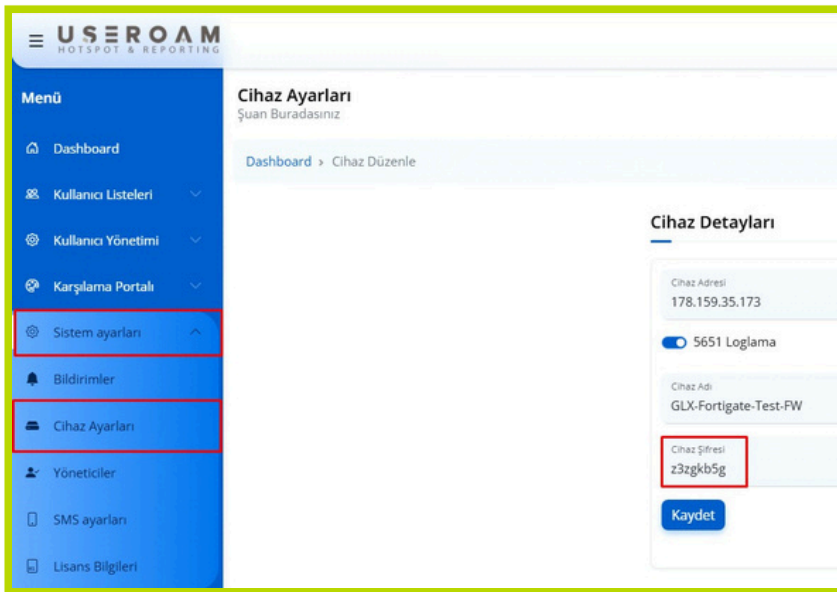 USEROAM
HOTSPOT & REPORTING
Menü
Dashboard
Kullanıcı Listeleri
Kullanıcı Yönetimi
Karşılama Portalı
Sistem ayarları
Bildirimler
Cihaz Ayarları
Yöneticiler
SMS ayarları
Lisans Bilgileri
Cihaz Ayarları
Şuan Buradasınız
Dashboard › Cihaz Düzenle
Cihaz Detayları
Cihaz Adresi
178.159.35.173
5651 Loglama
Cihaz Adı
GLX-Fortigate-Test-FW
Cihaz Şifresi
z3zgkb5g
Kaydet